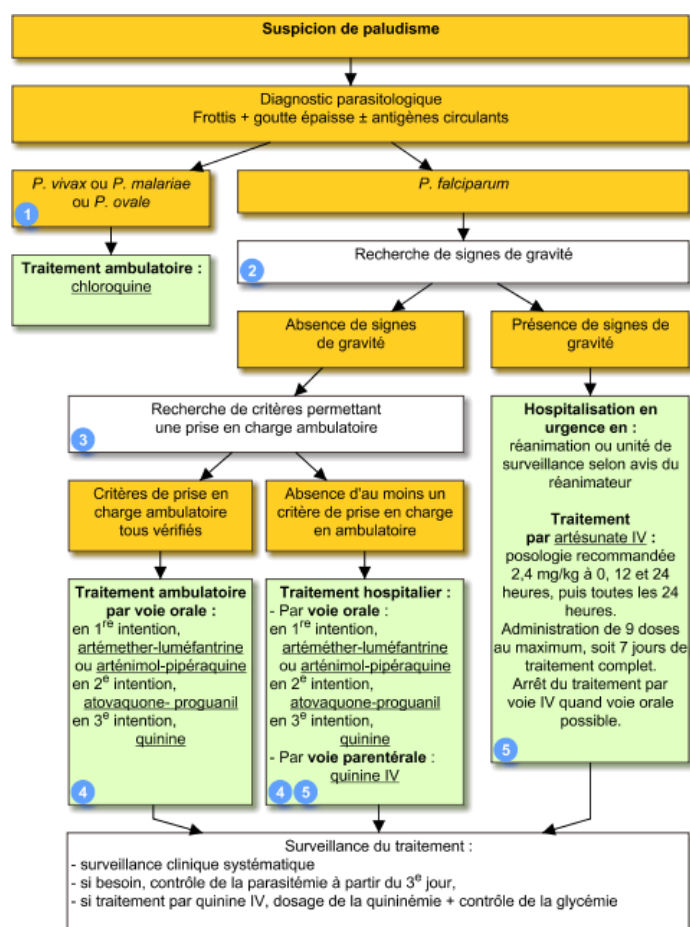 Suspicion de paludisme
Diagnostic parasitologique
Frottis + goutte épaisse ± antigènes circulants
P. vivax ou P. malariae
ou P. ovale
1
P. falciparum
Traitement ambulatoire :
chloroquine
Recherche de signes de gravité
2
Absence de signes
de gravité
Présence de signes de
gravité
Recherche de critères permettant
une prise en charge ambulatoire
3
Critères de prise en
charge ambulatoire
tous vérifiés
Absence d'au moins un
critère de prise en charge
en ambulatoire
Traitement ambulatoire
par voie orale :
en 1re intention,
artémether-luméfantrine
ou arténimol-pipéraquine
en 2e intention,
atovaquone- proguanil
en 3e intention,
quinine
4
Traitement hospitalier :
- Par voie orale :
en 1re intention,
artéméther-luméfantrine
ou arténimol-pipéraquine
en 2e intention,
atovaquone-proguanil
en 3e intention,
quinine
- Par voie parentérale :
quinine IV
4 5
Hospitalisation en
urgence en :
réanimation ou unité de
surveillance selon avis du
réanimateur
Traitement
par artésunate IV :
posologie recommandée
2,4 mg/kg à 0, 12 et 24
heures, puis toutes les 24
heures.
Administration de 9 doses
au maximum, soit 7 jours de
traitement complet.
Arrêt du traitement par
voie IV quand voie orale
possible.
5
Surveillance du traitement :
- surveillance clinique systématique
- si besoin, contrôle de la parasitémie à partir du 3e jour,
- si traitement par quinine IV, dosage de la quininémie + contrôle de la glycémie